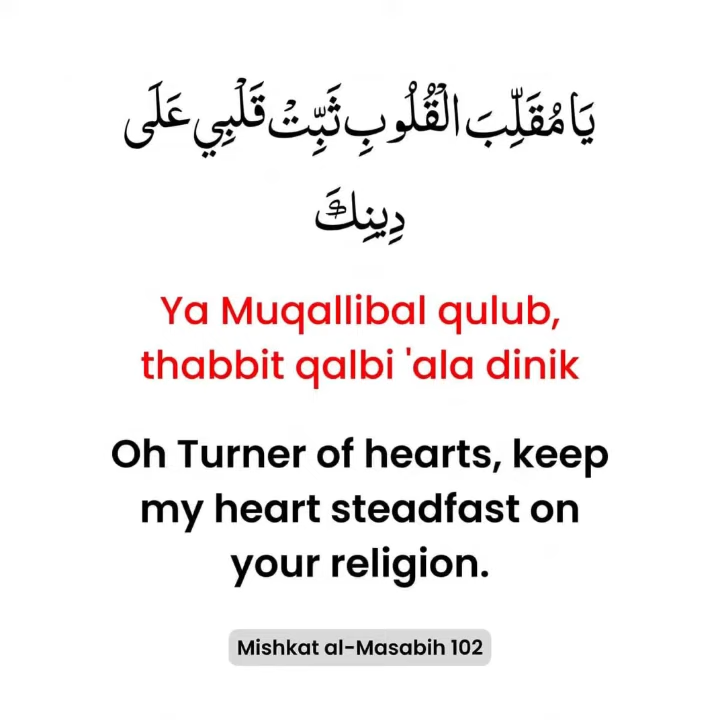 يَا مُقَلِّبَ الْقُلُوبِ ثَبِّتْ قَلْبِي عَلَى
دِينِكَ
Ya Muqallibal qulub,
thabbit qalbi 'ala dinik
Oh Turner of hearts, keep
my heart steadfast on
your religion.
Mishkat al-Masabih 102